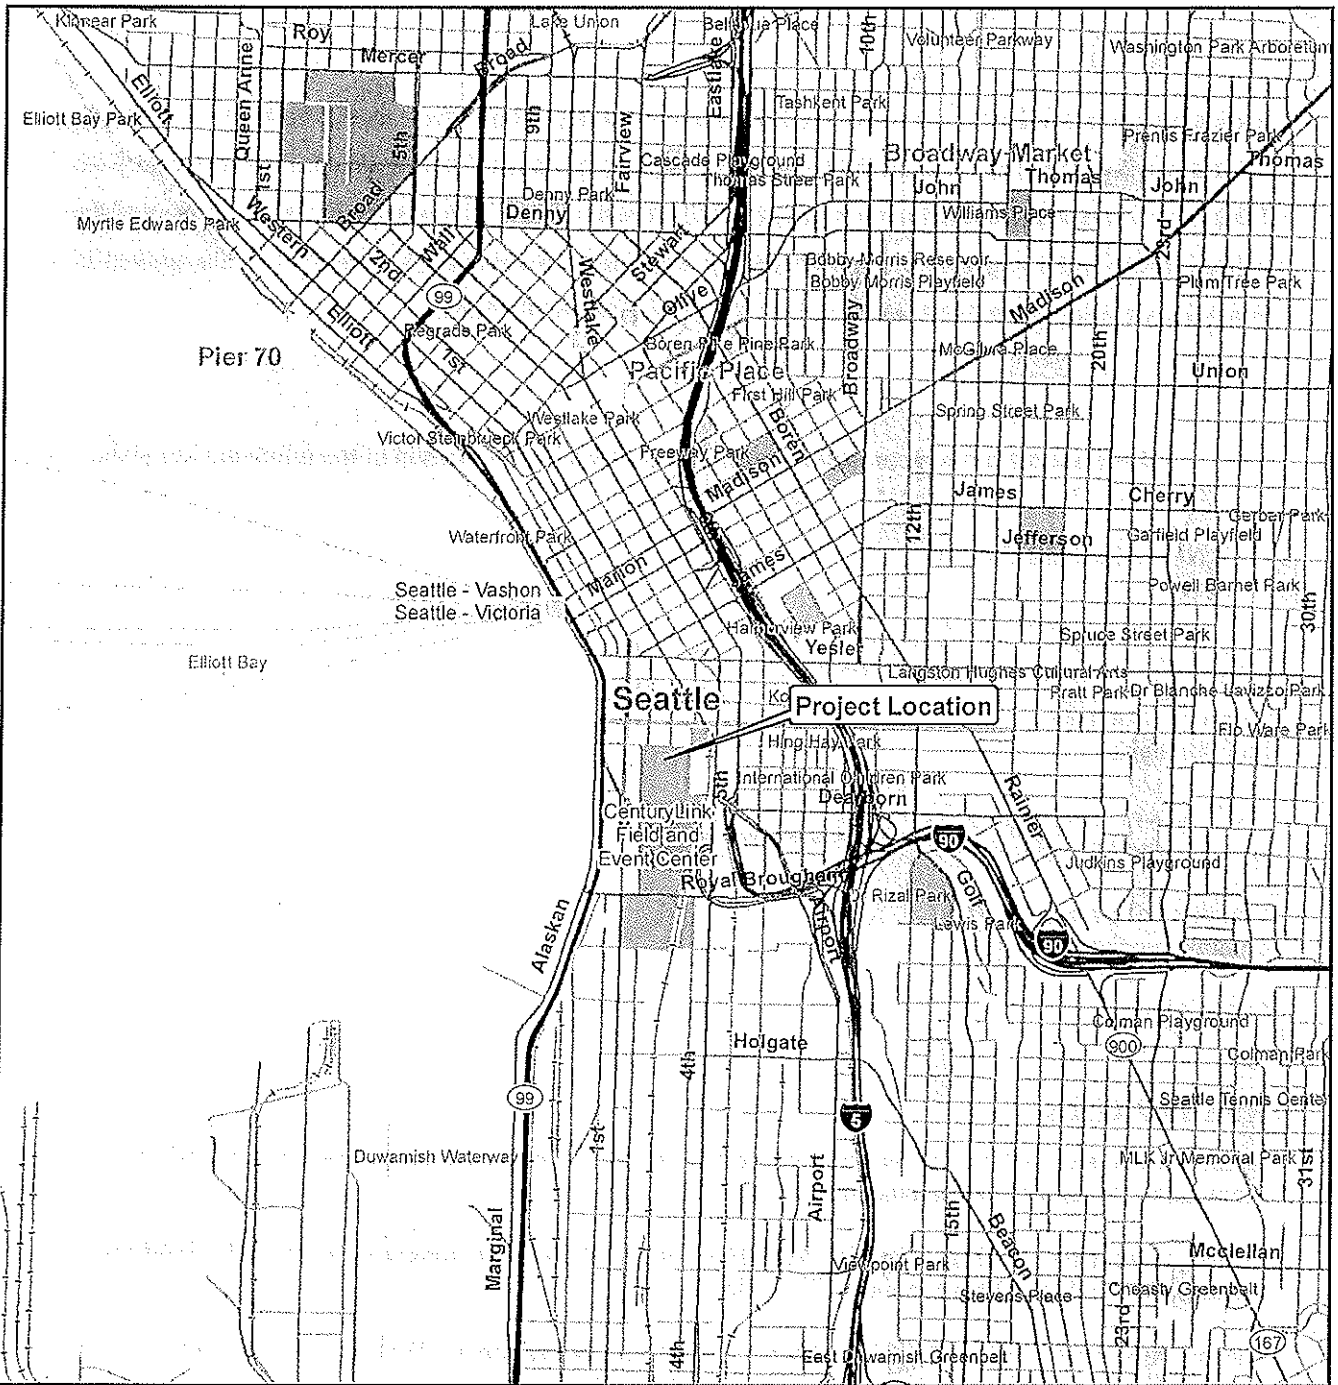 Kinnear Park
Roy
Lake Union
Bellevue Place
10th
Volunteer Parkway
Washington Park Arboretum
Mercer
Broad
Elliott
Queen Anne
Eastlake
Elliott Bay Park
5th
9th
Fairview
Tashkent Park
Prentis Frazier Park
Thomas
1st
Cascade Playground
Broadway Market
Thomas Street Park
John
Thomas
John
Denny Park
Denny
Broad
Western
Williams Place
Myrtle Edwards Park
2nd
Wall
Stewart
23rd
Westlake
Bobby Morris Reservoir
Bobby Morris Playfield
Plum Tree Park
99
Olive
Madison
Elliott
Regrade Park
Broadway
Pier 70
1st
Boren Pike Pine Park
McGilvra Place
20th
Pacific Place
Union
First Hill Park
Westlake Park
Boren
Spring Street Park
Victor Steinbrueck Park
Freeway Park
Madison
James
Cherry
12th
Gerber Park
Waterfront Park
Jefferson
Garfield Playfield
Marion
James
Powell Barnet Park
Seattle - Vashon
Seattle - Victoria
30th
Harborview Park
Yesler
Spruce Street Park
Elliott Bay
Langston Hughes Cultural Arts
Pratt Park
Dr Blanche Lavizzo Park
Seattle
Ko
Project Location
Flo Ware Park
Hing Hay Park
International Children Park
5th
Dearborn
Rainier
CenturyLink
Field and
Event Center
90
Royal Brougham
Judkins Playground
Rizal Park
Golf
Airport
Lewis Park
90
Alaskan
Colman Playground
Holgate
900
Colman Park
4th
99
Seattle Tennis Cente
5
1st
Duwamish Waterway
MLK Jr Memorial Park
31st
Airport
15th
Beacon
Marginal
Mcclellan
Viewpoint Park
Stevens Place
Cheasty Greenbelt
23rd
167
4th
East Duwamish Greenbelt